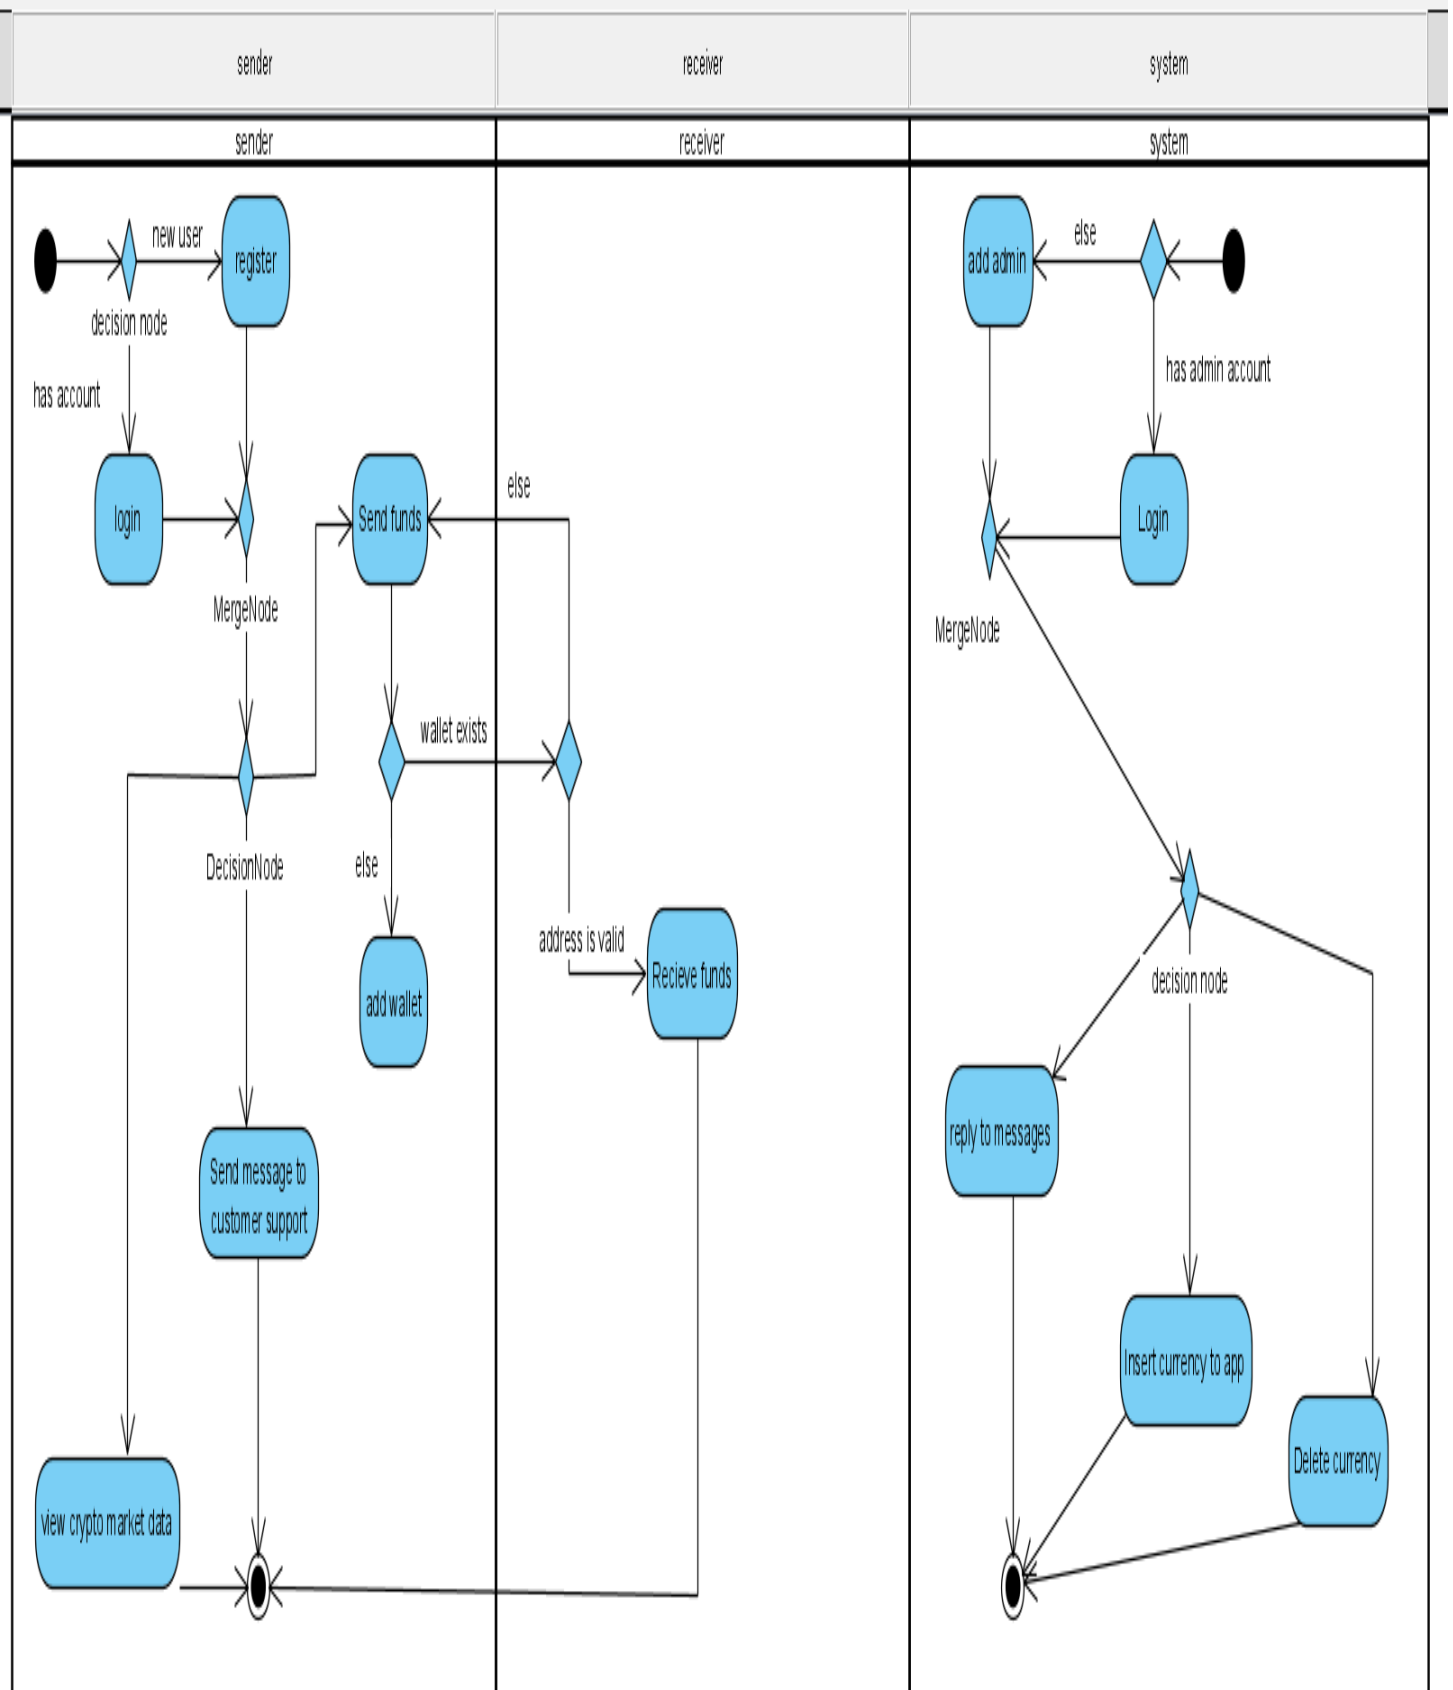 sender
receiver
system
sender
receiver
system
new user
register
decision node
has account
login
MergeNode
Send funds
else
wallet exists
DecisionNode
else
address is valid
Recieve funds
add wallet
Send message to
customer support
view crypto market data
add admin
else
has admin account
Login
MergeNode
decision node
reply to messages
Insert currency to app
Delete currency